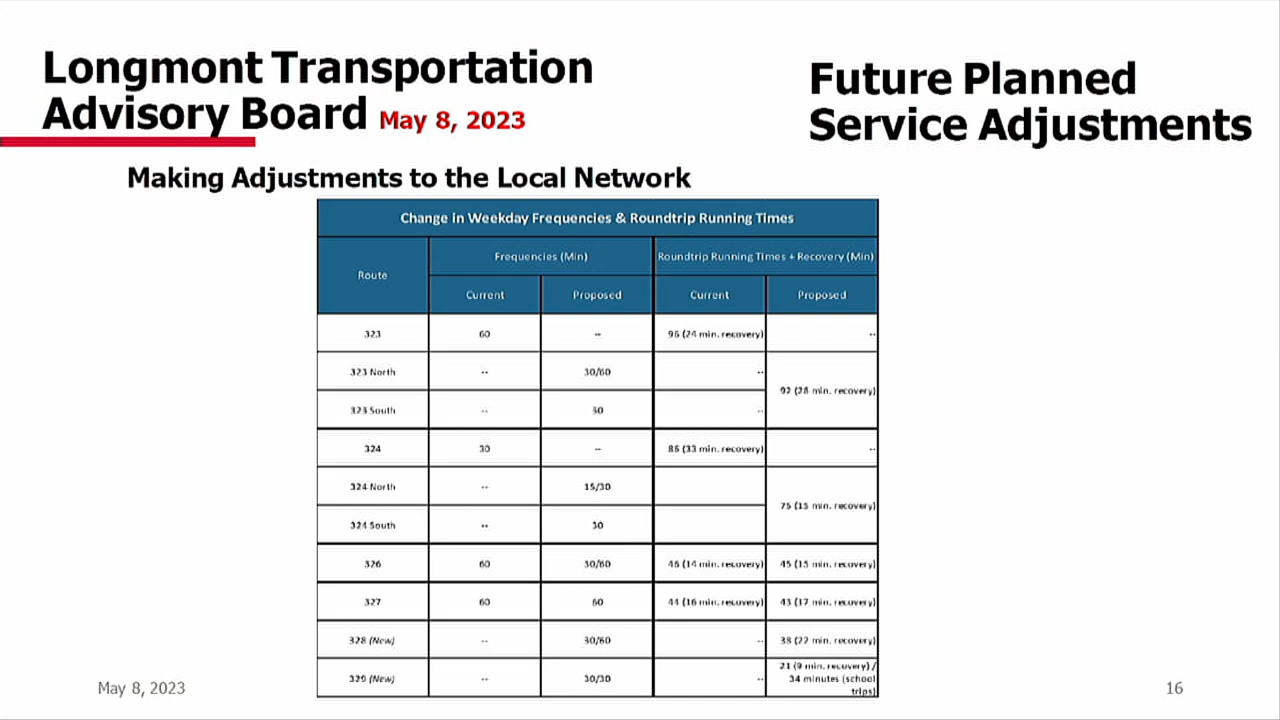 Longmont Transportation
Advisory Board May 8, 2023
Future Planned
Service Adjustments
Making Adjustments to the Local Network
Change in Weekday Frequencies & Roundtrip Running Times
Route
Frequencies (Min)
Roundtrip Running Times + Recovery (Min)
Current
Proposed
Current
Proposed
323 60 -- 96 (24 min. recovery) --
323 North -- 30/60 --
92 (28 min. recovery)
323 South -- 30 --
324 30 -- 86 (33 min. recovery) --
324 North -- 15/30
75 (15 min. recovery)
324 South -- 30
326 60 30/60 46 (14 min. recovery) 45 (15 min. recovery)
327 60 60 44 (16 min. recovery) 43 (17 min. recovery)
328 (New) -- 30/60 -- 38 (22 min. recovery)
329 (New) -- 30/30 -- 21 (9 min. recovery) /
34 minutes (school
trips)
May 8, 2023
16